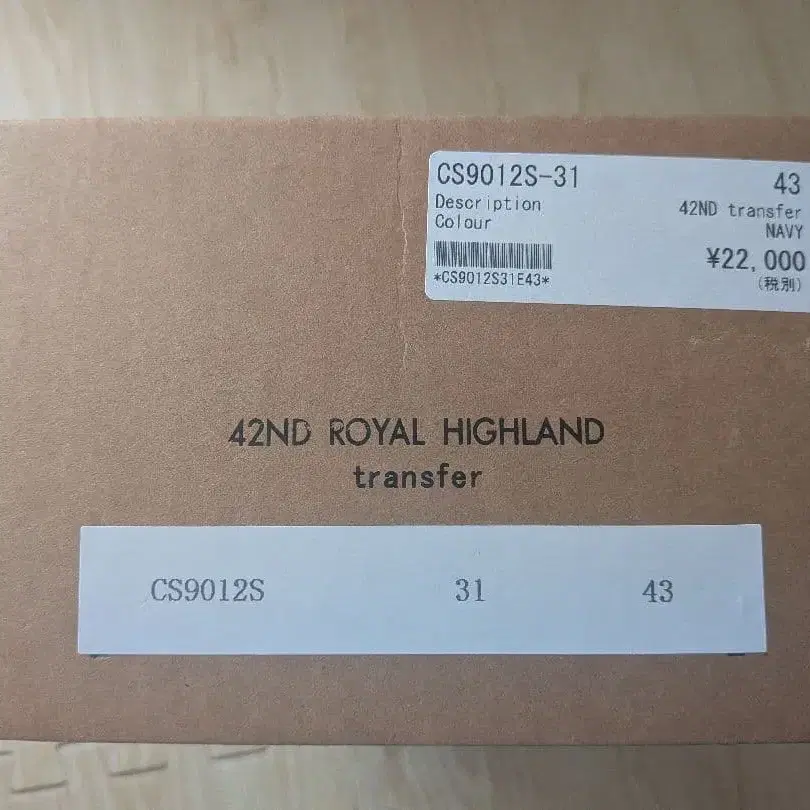 CS9012S-31 43
Description 42ND transfer
Colour NAVY
¥22,000
*CS9012S31E43* (税別)
42ND ROYAL HIGHLAND
transfer
CS9012S 31 43